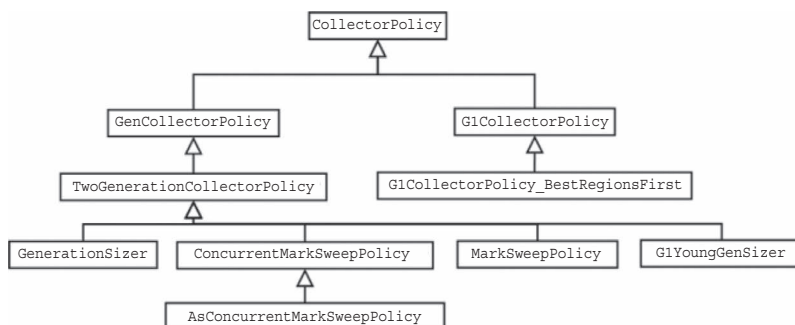 CollectorPolicy
GenCollectorPolicy
G1CollectorPolicy
TwoGenerationCollectorPolicy
G1CollectorPolicy_BestRegionsFirst
GenerationSizer
ConcurrentMarkSweepPolicy
MarkSweepPolicy
G1YoungGenSizer
AsConcurrentMarkSweepPolicy